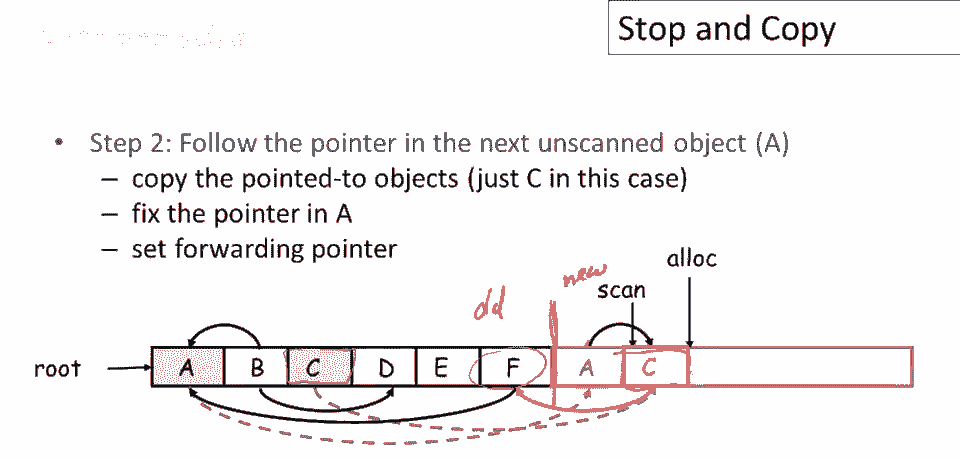 Stop and Copy
• Step 2: Follow the pointer in the next unscanned object (A)
– copy the pointed-to objects (just C in this case)
– fix the pointer in A
– set forwarding pointer
alloc
new
scan
root A B C D E F A C